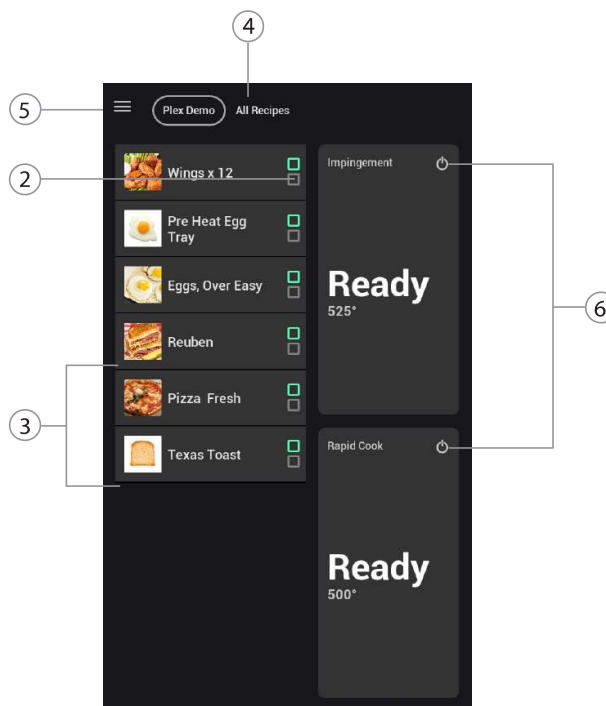 4
5
Plex Demo
All Recipes
2
Wings x 12
Pre Heat Egg
Tray
Eggs, Over Easy
Reuben
3
Pizza Fresh
Texas Toast
Impingement
Ready
525°
6
Rapid Cook
Ready
500°